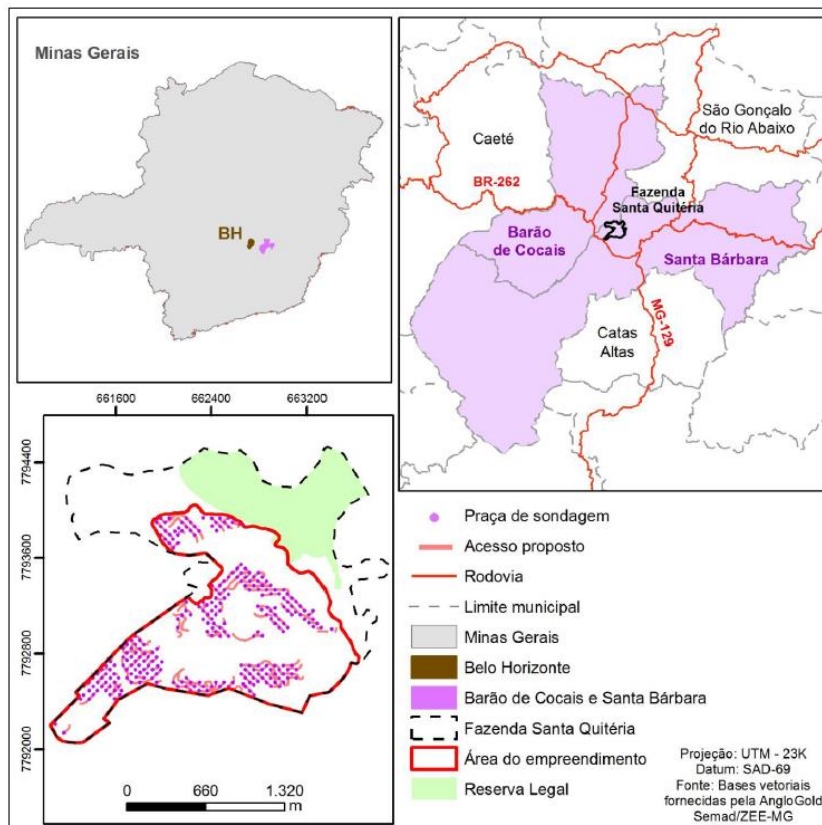 Minas Gerais
BH
São Gonçalo
do Rio Abaixo
Caeté
BR-262
Fazenda
Santa Quitéria
Barão
de Cocais
Santa Bárbara
Catas
Altas
MG-129
661600
662400
663200
7794400
7793600
7792800
7792000
0
660
1.320
m
Praça de sondagem
Acesso proposto
Rodovia
Limite municipal
Minas Gerais
Belo Horizonte
Barão de Cocais e Santa Bárbara
Fazenda Santa Quitéria
Área do empreendimento
Reserva Legal
Projeção: UTM - 23K
Datum: SAD-69
Fonte: Bases vetoriais
fornecidas pela AngloGold
Semad/ZEE-MG